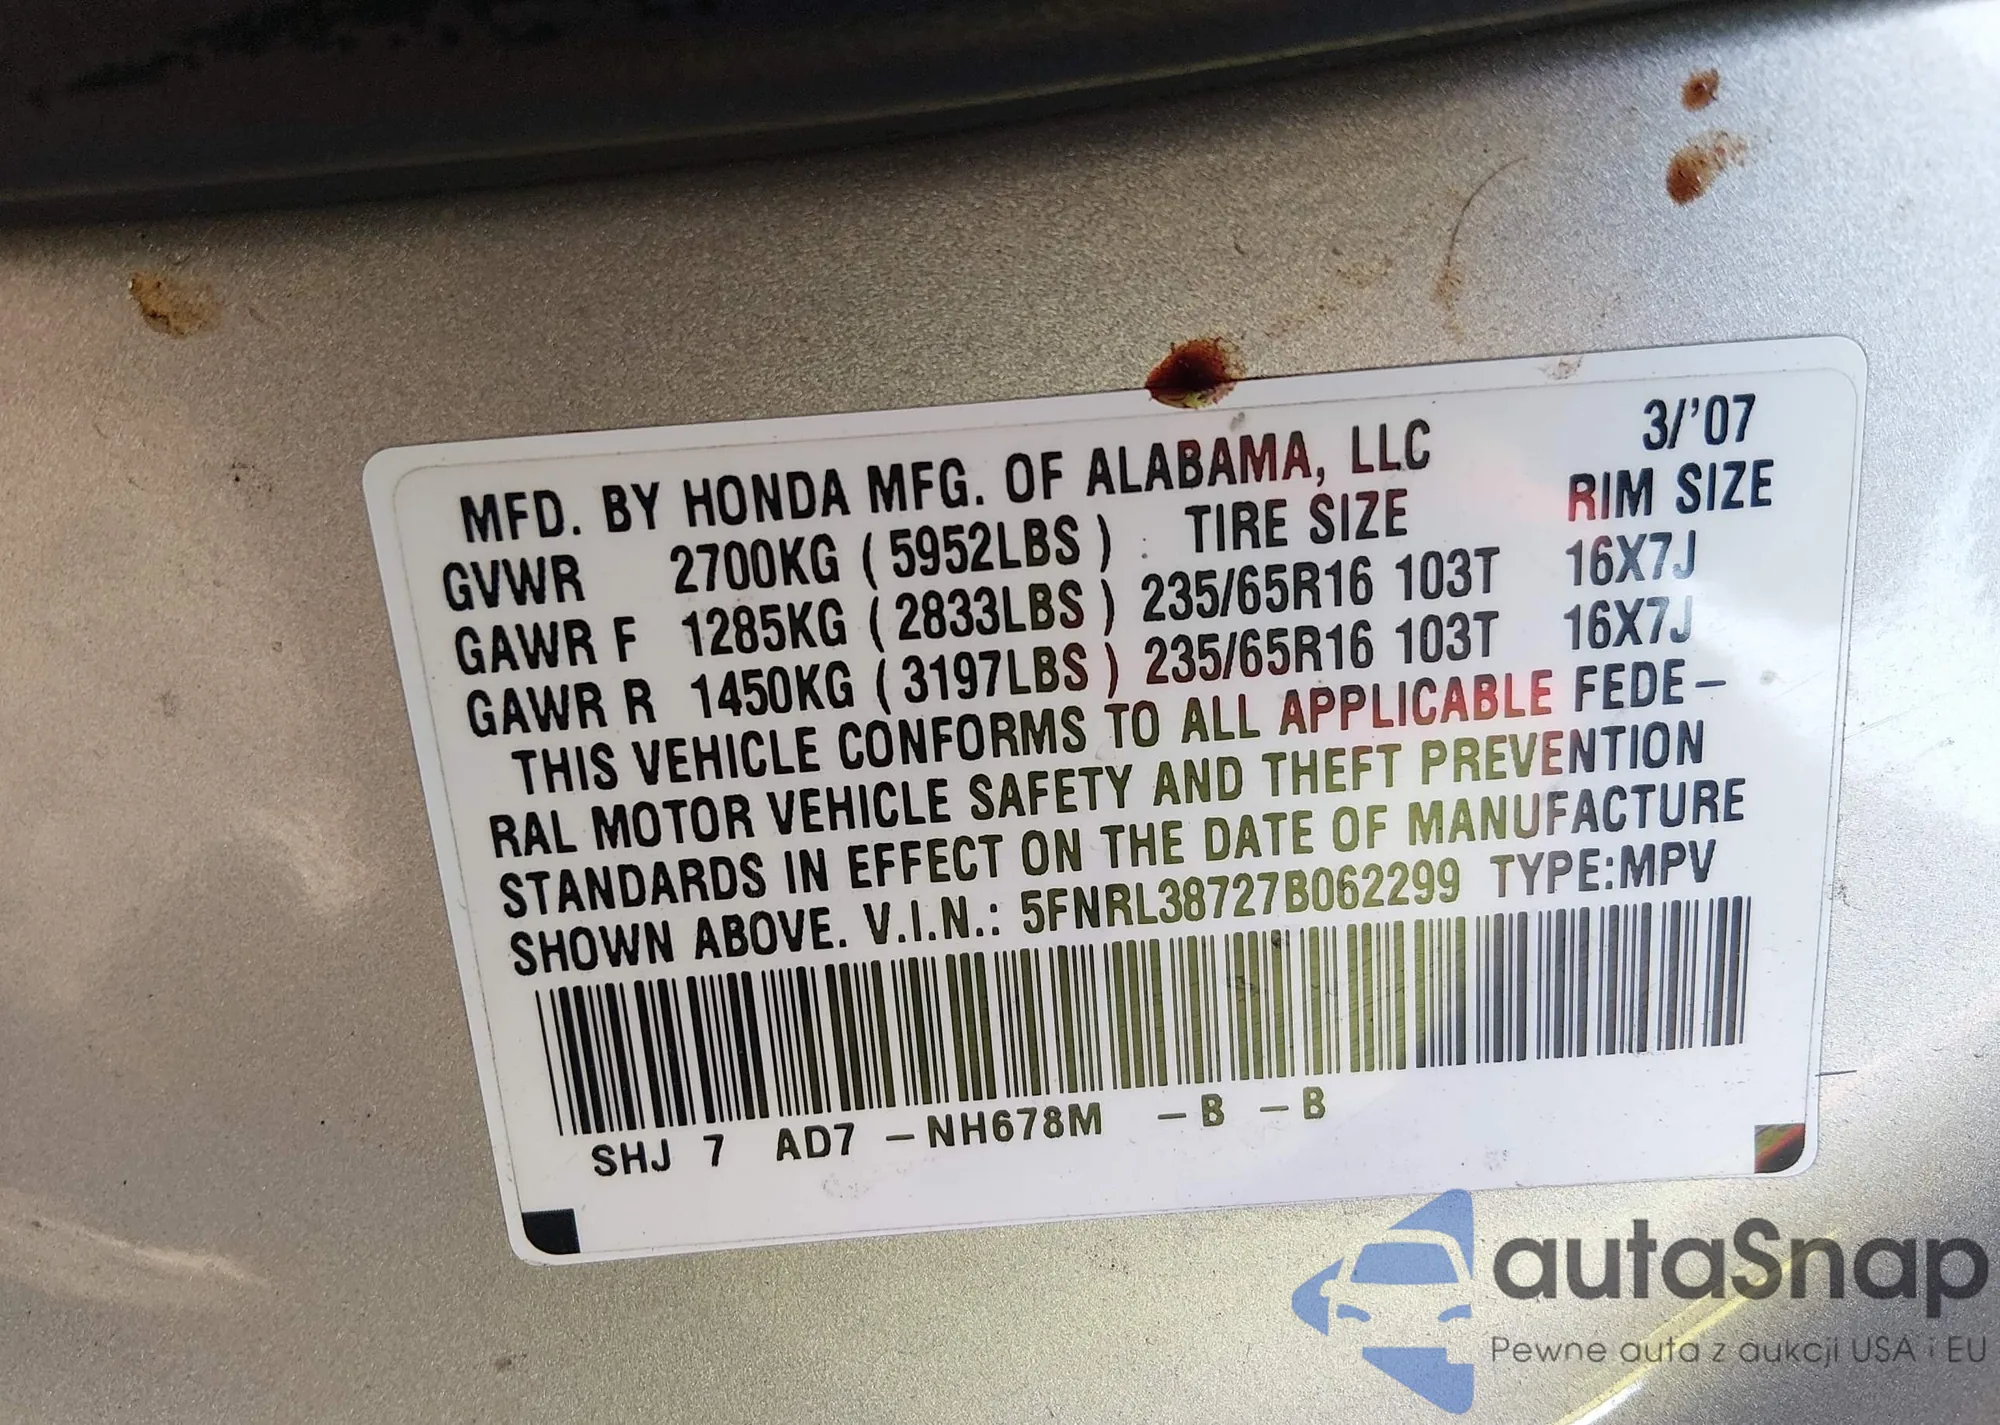 MFD. BY HONDA MFG. OF ALABAMA, LLC 3/'07
GVWR 2700KG ( 5952LBS ) TIRE SIZE RIM SIZE
GAWR F 1285KG ( 2833LBS ) 235/65R16 103T 16X7J
GAWR R 1450KG ( 3197LBS ) 235/65R16 103T 16X7J
THIS VEHICLE CONFORMS TO ALL APPLICABLE FEDE-
RAL MOTOR VEHICLE SAFETY AND THEFT PREVENTION
STANDARDS IN EFFECT ON THE DATE OF MANUFACTURE
SHOWN ABOVE. V.I.N.: 5FNRL38727B062299 TYPE:MPV
SHJ 7 AD7 -NH678M -B -B
autaSnap
Pewne auta z aukcji USA i EU